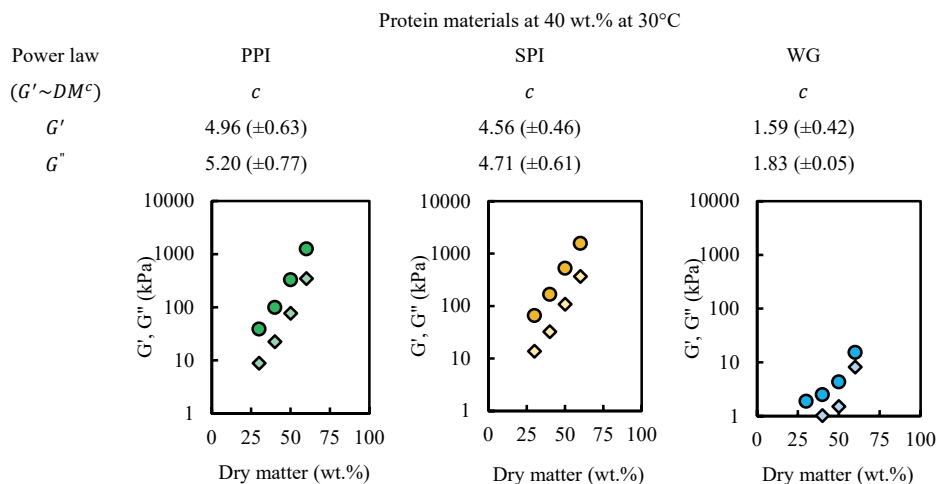 Protein materials at 40 wt.% at 30°C
Power law PPI SPI WG
(G'~DM^c) c c c
G' 4.96 (±0.63) 4.56 (±0.46) 1.59 (±0.42)
G" 5.20 (±0.77) 4.71 (±0.61) 1.83 (±0.05)
G', G" (kPa)
10000
1000
100
10
1
0 25 50 75 100
Dry matter (wt.%)
G', G" (kPa)
10000
1000
100
10
1
0 25 50 75 100
Dry matter (wt.%)
G', G" (kPa)
10000
1000
100
10
1
0 25 50 75 100
Dry matter (wt.%)